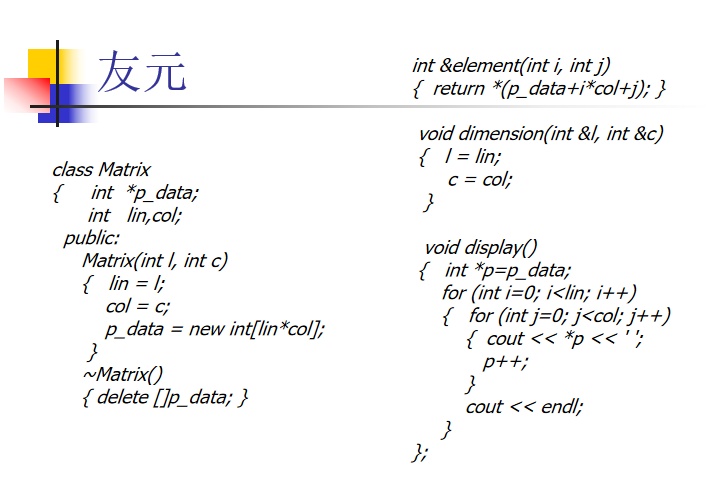 友元
class Matrix
{ int *p_data;
int lin,col;
public:
Matrix(int l, int c)
{ lin = l;
col = c;
p_data = new int[lin*col];
}
~Matrix()
{ delete []p_data; }
int &element(int i, int j)
{ return *(p_data+i*col+j); }
void dimension(int &l, int &c)
{ l = lin;
c = col;
}
void display()
{ int *p=p_data;
for (int i=0; i<lin; i++)
{ for (int j=0; j<col; j++)
{ cout << *p << ' ';
p++;
}
cout << endl;
}
};